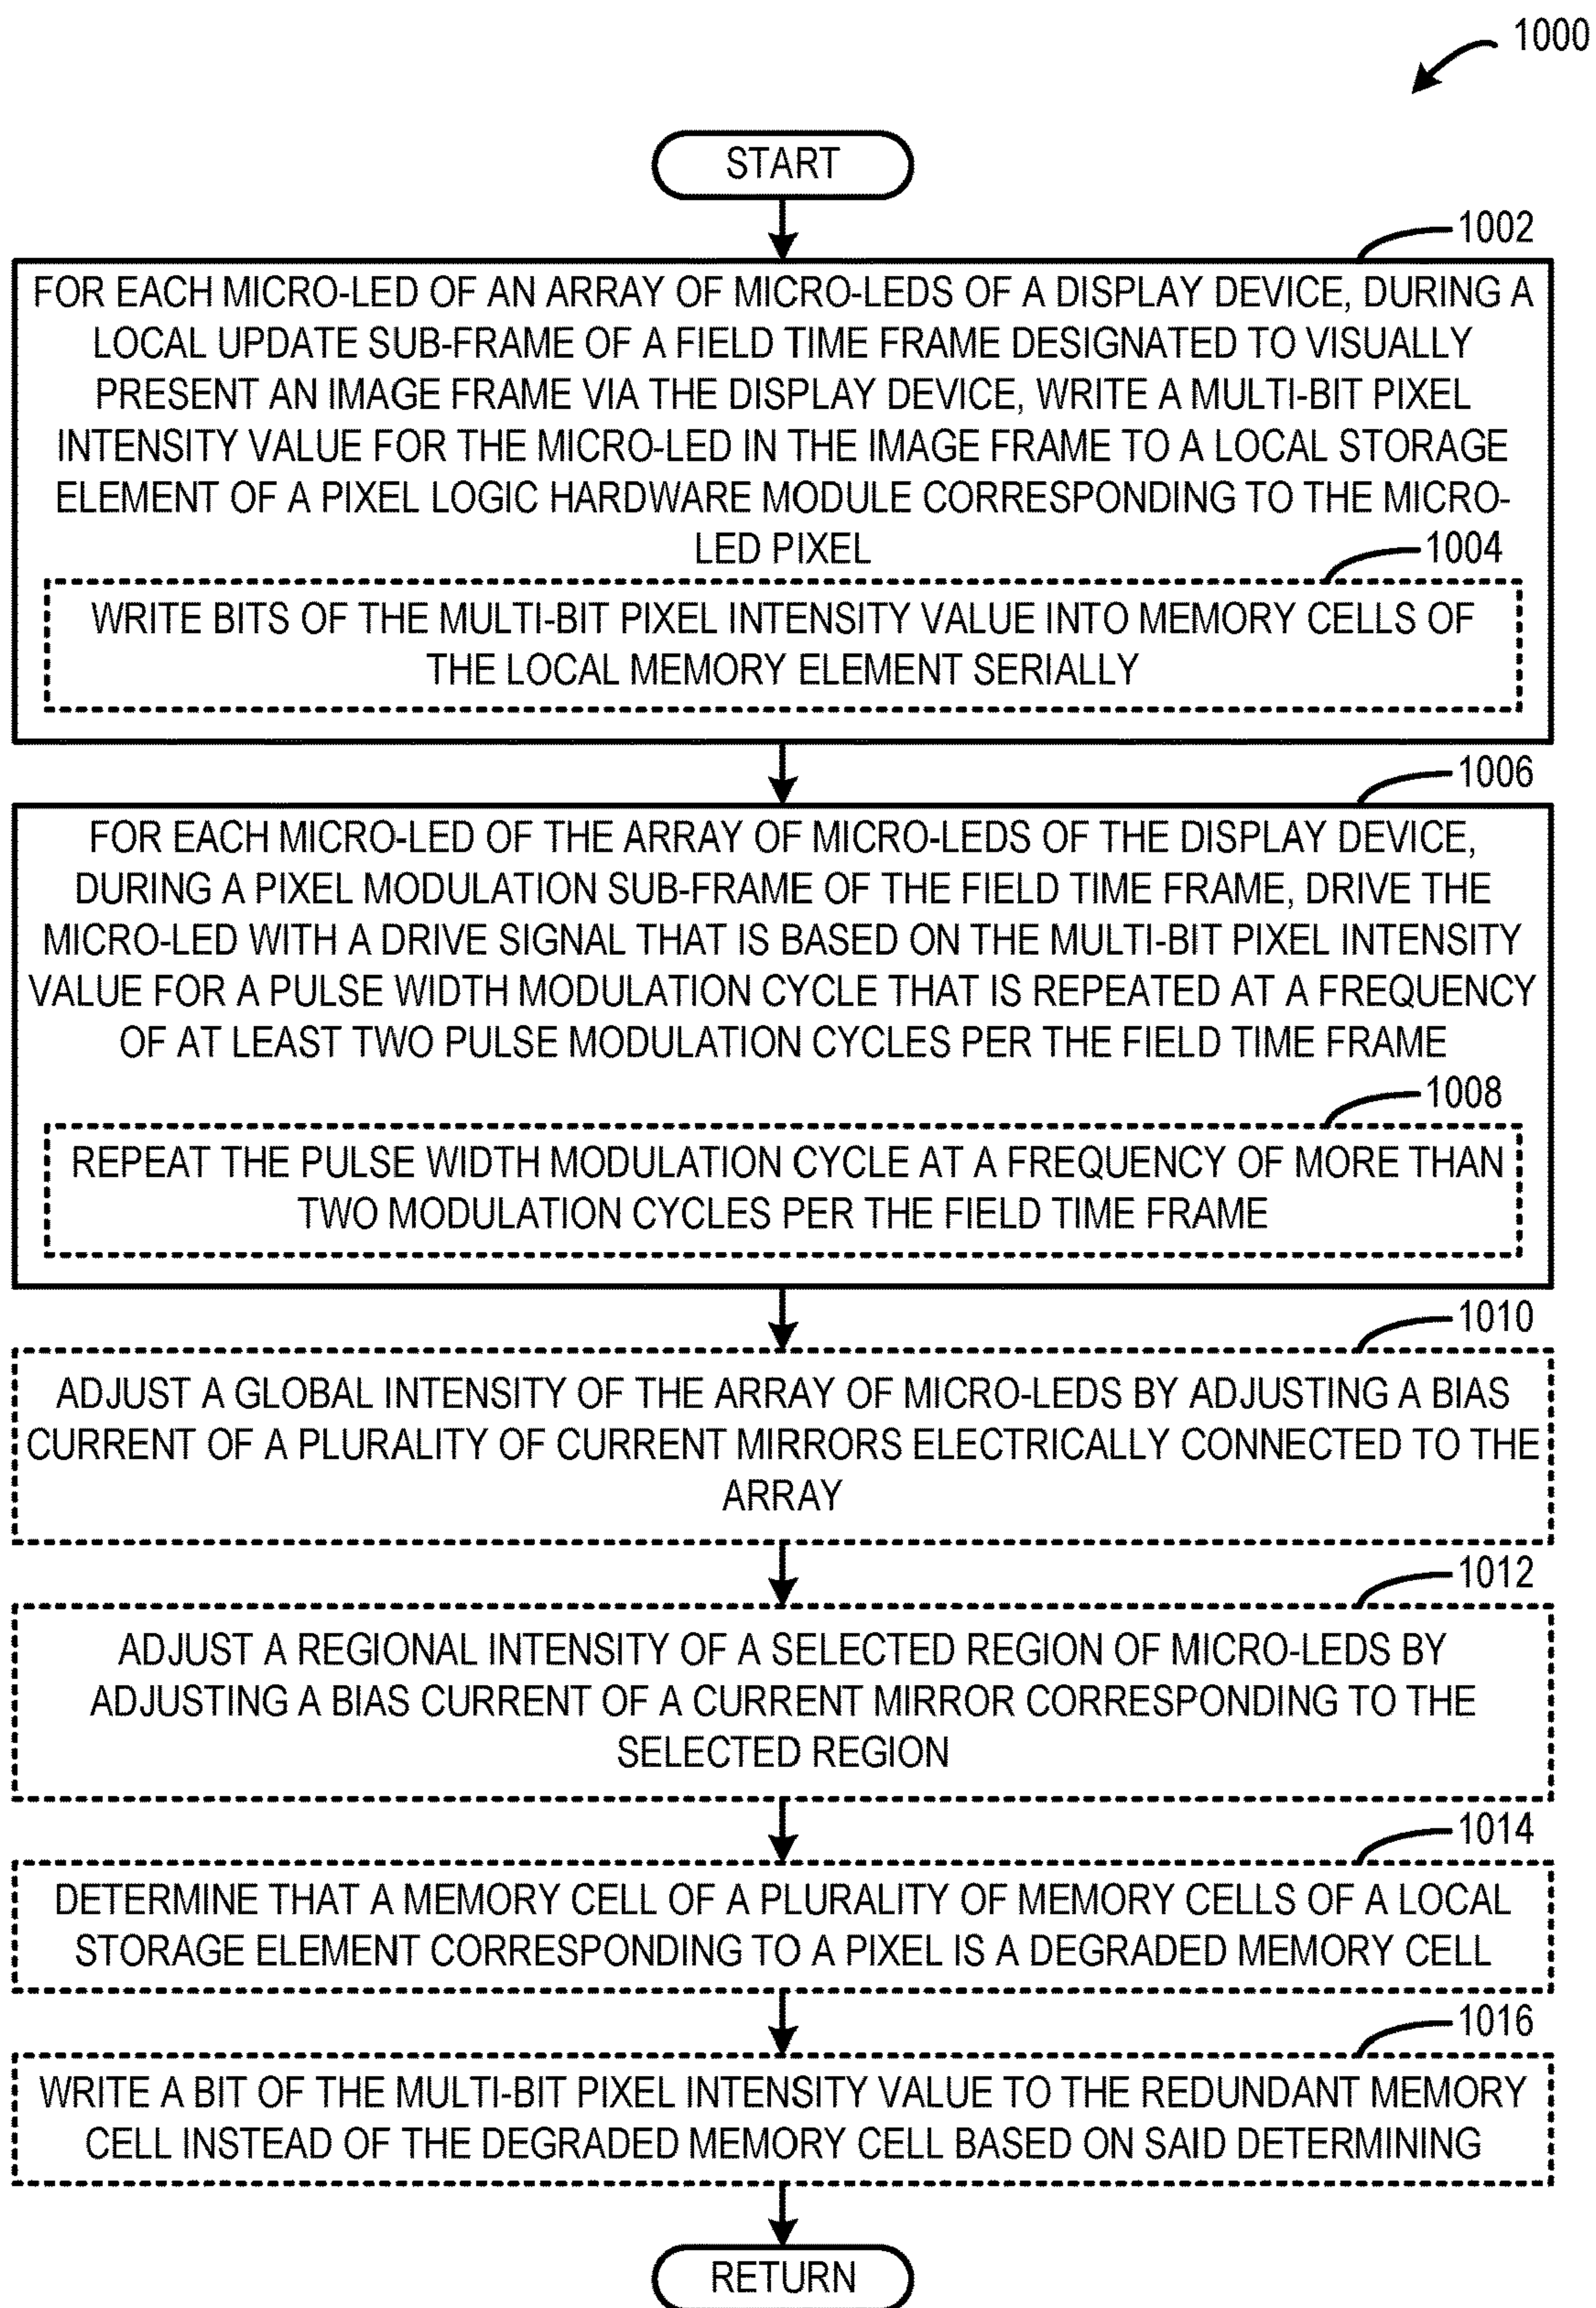 1000
START
1002
FOR EACH MICRO-LED OF AN ARRAY OF MICRO-LEDS OF A DISPLAY DEVICE, DURING A
LOCAL UPDATE SUB-FRAME OF A FIELD TIME FRAME DESIGNATED TO VISUALLY
PRESENT AN IMAGE FRAME VIA THE DISPLAY DEVICE, WRITE A MULTI-BIT PIXEL
INTENSITY VALUE FOR THE MICRO-LED IN THE IMAGE FRAME TO A LOCAL STORAGE
ELEMENT OF A PIXEL LOGIC HARDWARE MODULE CORRESPONDING TO THE MICRO-
LED PIXEL
1004
WRITE BITS OF THE MULTI-BIT PIXEL INTENSITY VALUE INTO MEMORY CELLS OF
THE LOCAL MEMORY ELEMENT SERIALLY
1006
FOR EACH MICRO-LED OF THE ARRAY OF MICRO-LEDS OF THE DISPLAY DEVICE,
DURING A PIXEL MODULATION SUB-FRAME OF THE FIELD TIME FRAME, DRIVE THE
MICRO-LED WITH A DRIVE SIGNAL THAT IS BASED ON THE MULTI-BIT PIXEL INTENSITY
VALUE FOR A PULSE WIDTH MODULATION CYCLE THAT IS REPEATED AT A FREQUENCY
OF AT LEAST TWO PULSE MODULATION CYCLES PER THE FIELD TIME FRAME
1008
REPEAT THE PULSE WIDTH MODULATION CYCLE AT A FREQUENCY OF MORE THAN
TWO MODULATION CYCLES PER THE FIELD TIME FRAME
1010
ADJUST A GLOBAL INTENSITY OF THE ARRAY OF MICRO-LEDS BY ADJUSTING A BIAS
CURRENT OF A PLURALITY OF CURRENT MIRRORS ELECTRICALLY CONNECTED TO THE
ARRAY
1012
ADJUST A REGIONAL INTENSITY OF A SELECTED REGION OF MICRO-LEDS BY
ADJUSTING A BIAS CURRENT OF A CURRENT MIRROR CORRESPONDING TO THE
SELECTED REGION
1014
DETERMINE THAT A MEMORY CELL OF A PLURALITY OF MEMORY CELLS OF A LOCAL
STORAGE ELEMENT CORRESPONDING TO A PIXEL IS A DEGRADED MEMORY CELL
1016
WRITE A BIT OF THE MULTI-BIT PIXEL INTENSITY VALUE TO THE REDUNDANT MEMORY
CELL INSTEAD OF THE DEGRADED MEMORY CELL BASED ON SAID DETERMINING
RETURN